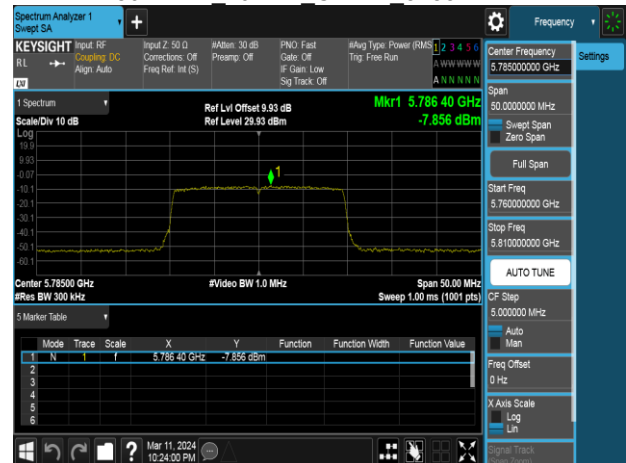 Spectrum Analyzer 1
Swept SA
Frequency
KEYSIGHT
RL
LXI
Input: RF
Coupling: DC
Align: Auto
Input Z: 50 Ω
Corrections: Off
Freq Ref: Int (S)
#Atten: 30 dB
Preamp: Off
PNO: Fast
Gate: Off
IF Gain: Low
Sig Track: Off
#Avg Type: Power (RMS
Trig: Free Run
1 2 3 4 5 6
A WW W W W
A N N N N N
1 Spectrum
Scale/Div 10 dB
Ref Lvl Offset 9.93 dB
Ref Level 29.93 dBm
Mkr1 5.786 40 GHz
-7.856 dBm
Log
19.9
9.93
-0.07
-10.1
-20.1
-30.1
-40.1
-50.1
-60.1
1
Center 5.78500 GHz
#Res BW 300 kHz
#Video BW 1.0 MHz
Span 50.00 MHz
Sweep 1.00 ms (1001 pts)
5 Marker Table
Mode Trace Scale X Y Function Function Width Function Value
1 N 1 f 5.786 40 GHz -7.856 dBm
2
3
4
5
6
Mar 11, 2024
10:24:00 PM
Center Frequency
5.785000000 GHz
Settings
Span
50.0000000 MHz
Swept Span
Zero Span
Full Span
Start Freq
5.760000000 GHz
Stop Freq
5.810000000 GHz
AUTO TUNE
CF Step
5.000000 MHz
Auto
Man
Freq Offset
0 Hz
X Axis Scale
Log
Lin
Signal Track
(Span Zoom)